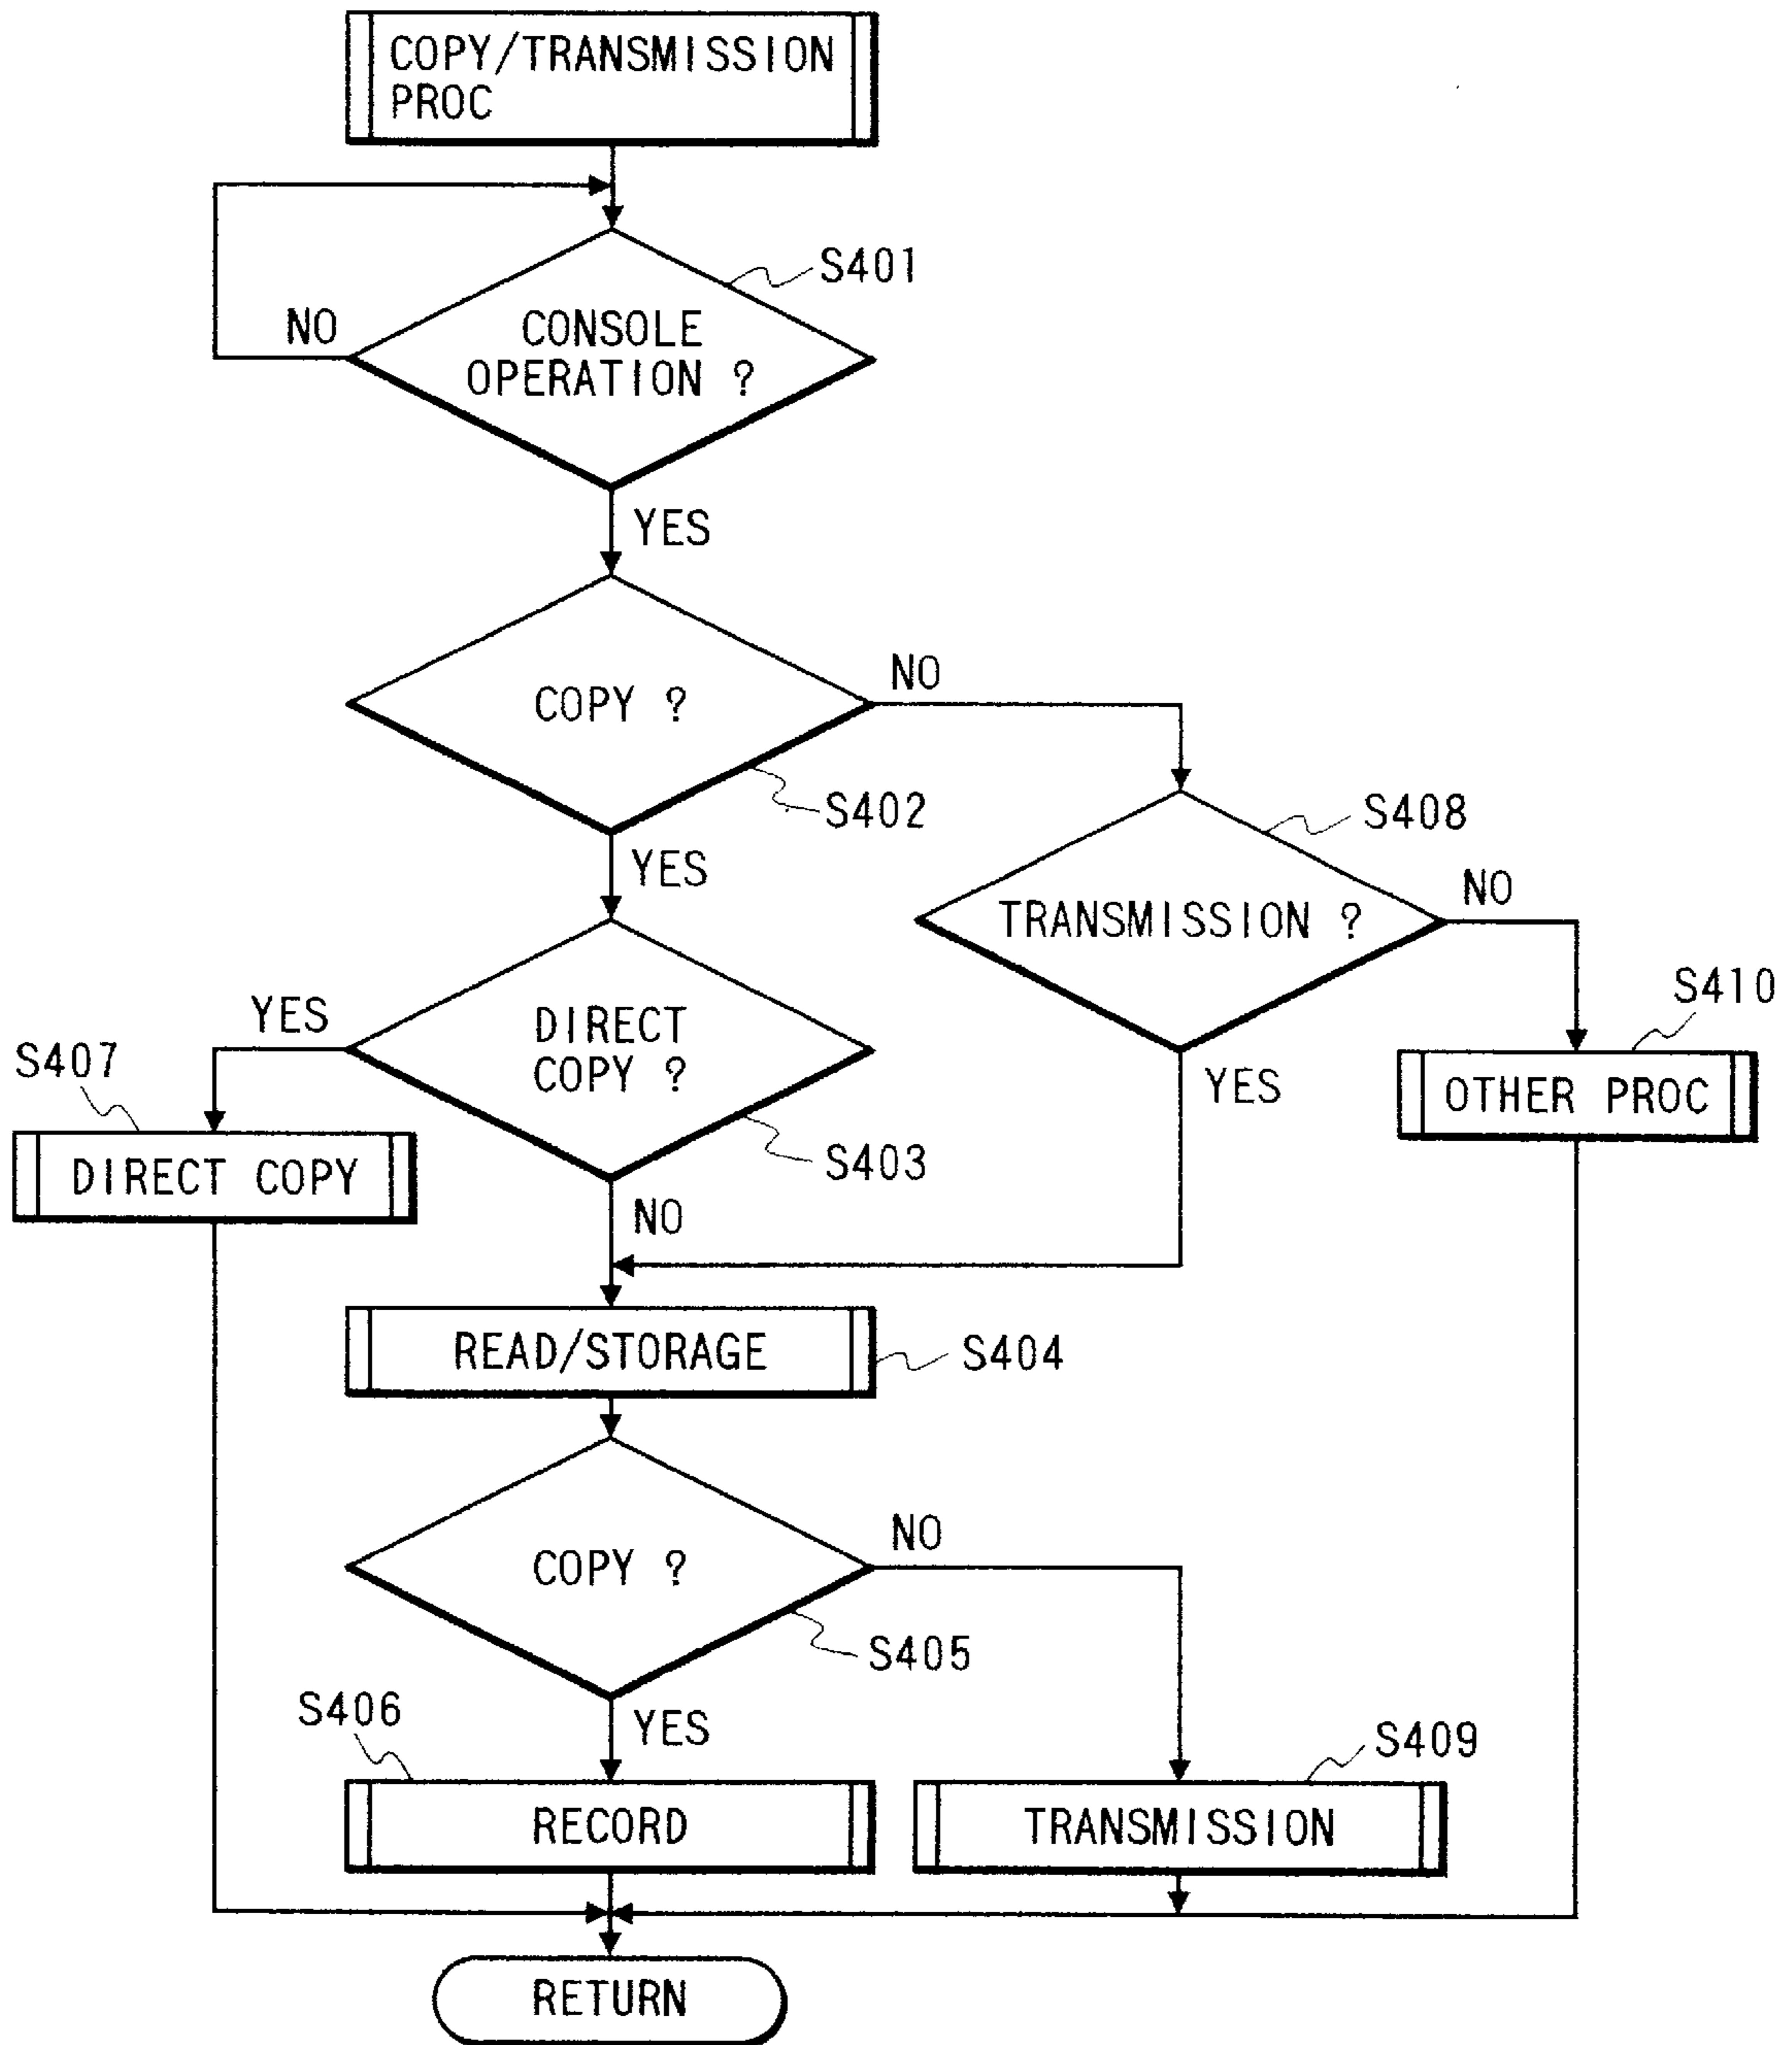 COPY/TRANSMISSION
PROC
S401
NO
CONSOLE
OPERATION ?
YES
NO
COPY ?
S402
S408
YES
NO
TRANSMISSION ?
S410
YES
DIRECT
COPY ?
S407
YES
OTHER PROC
S403
DIRECT COPY
NO
READ/STORAGE
S404
NO
COPY ?
S405
S406
YES
S409
RECORD
TRANSMISSION
RETURN